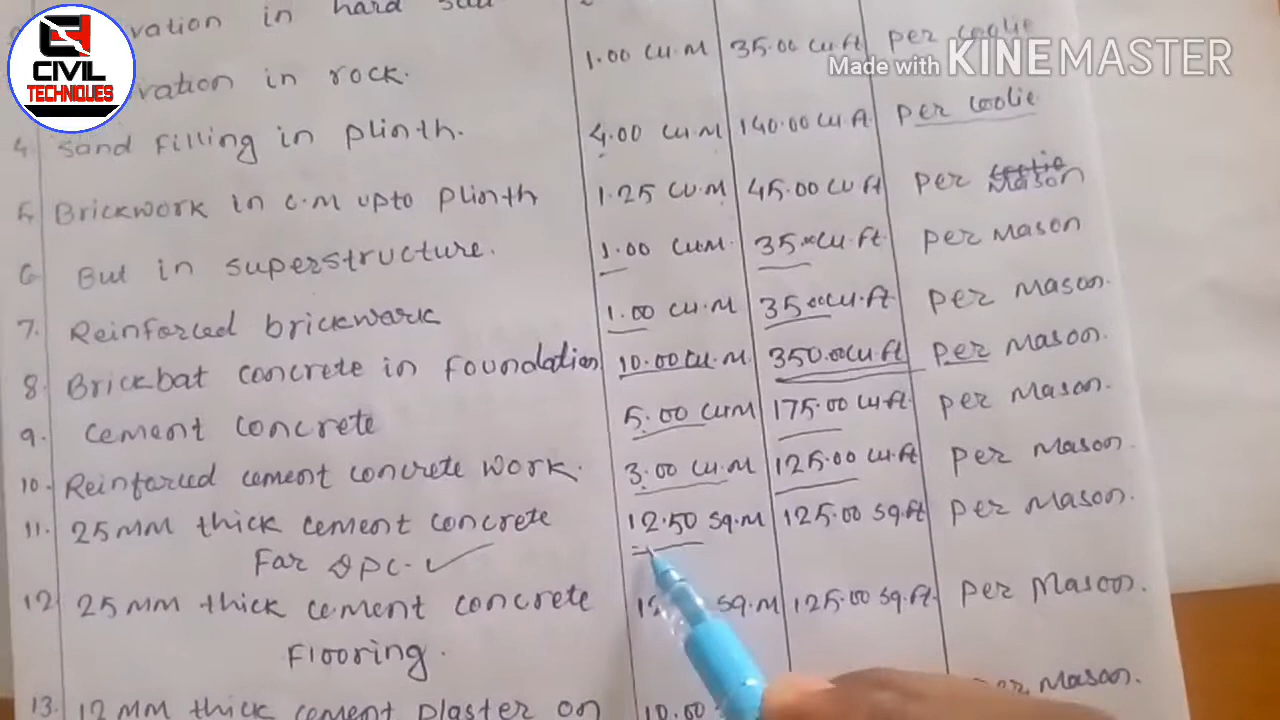 vation in hard
1.00 cu.M 35.00 cu.ft per coolie
vation in rock.
CIVIL
TECHNIQUES
Made with KINEMASTER
4. Sand filling in plinth. 4.00 cu.M 140.00 cu.ft per coolie
5. Brickwork in c.m upto plinth 1.25 cu.M 45.00 cu ft per Mason
6. But in superstructure. 1.00 cu.M. 35.00 cu.ft per Mason
7. Reinforced brickwark 1.00 cu.M 35.00 cu.ft per Mason.
8. Brickbat concrete in foundation 10.00 cu.M. 350.00 cu.ft per Mason.
9. cement concrete 5.00 cu.M 175.00 cu.ft per Mason.
10. Reinforced cement concrete work. 3.00 cu.M 125.00 cu.ft per Mason.
11. 25 MM thick cement concrete 12.50 sq.M 125.00 sq.ft per Mason.
Far DPC.
12. 25 MM thick cement concrete sq.M 125.00 sq.ft. per Mason.
Flooring.
13. 12 MM thick cement plaster on 10.00 per Mason.